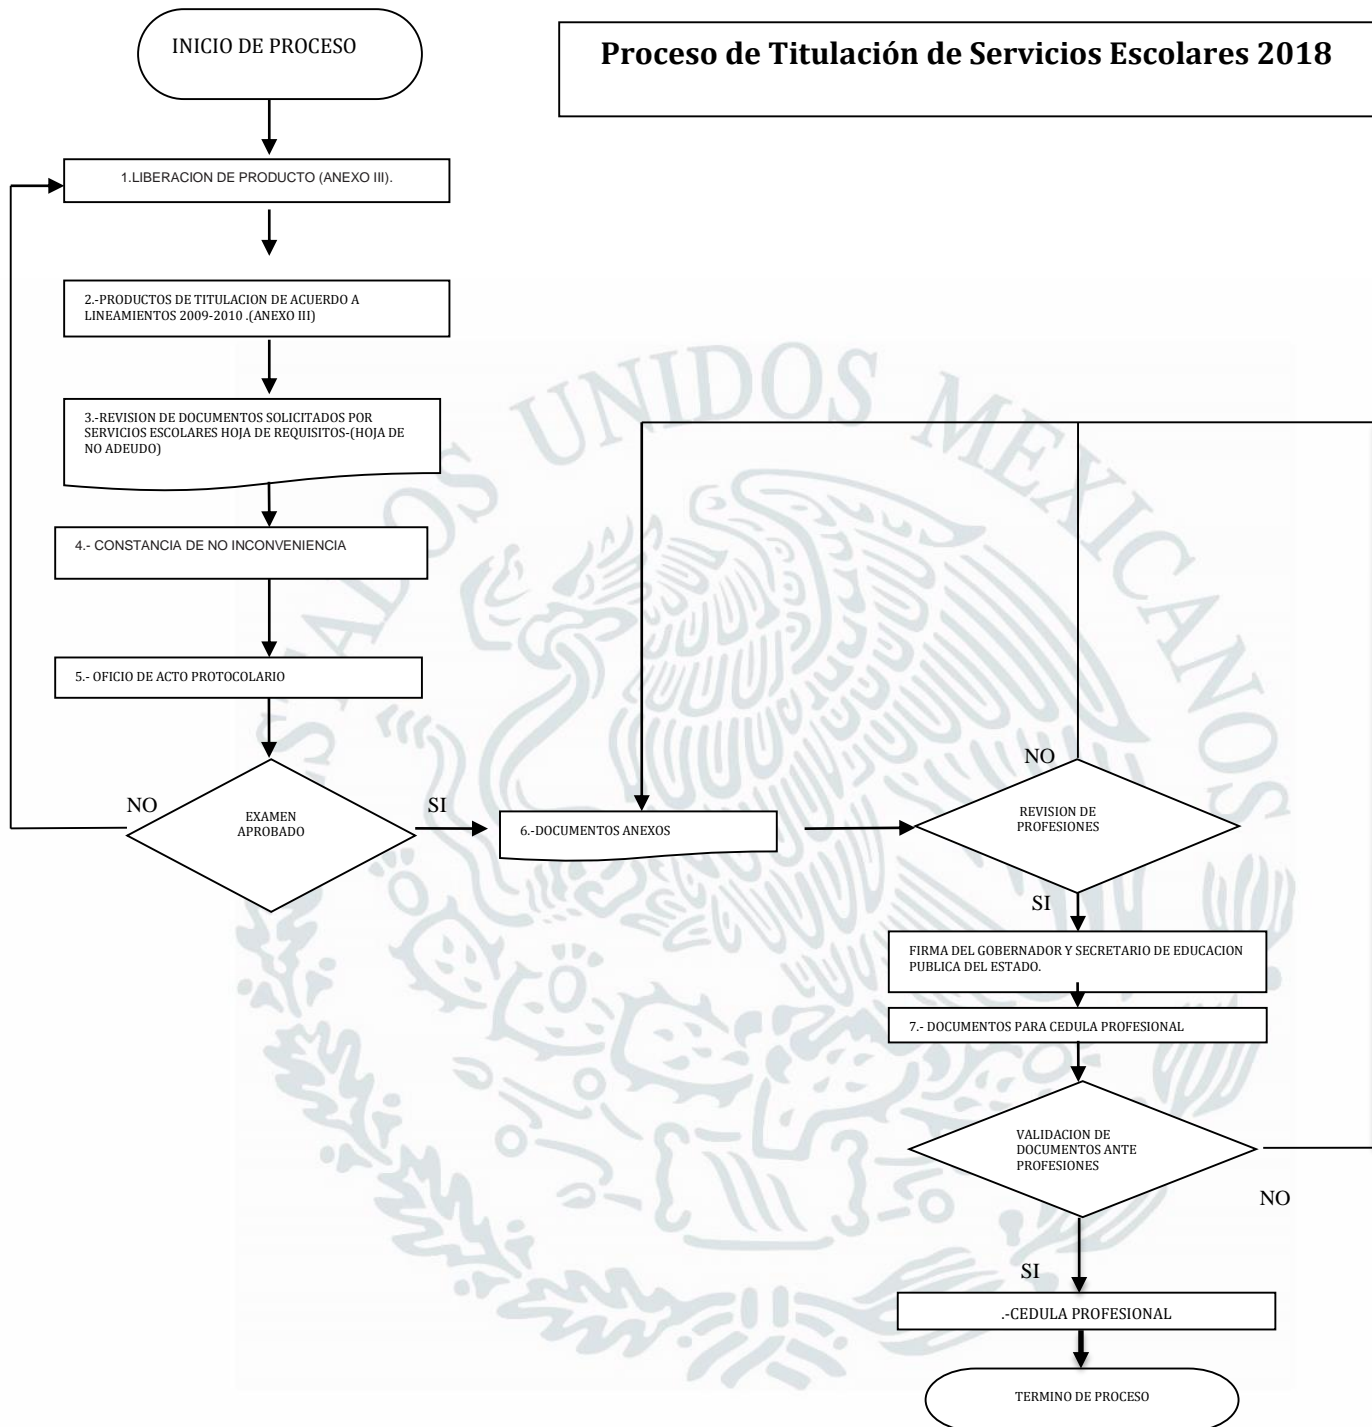 INICIO DE PROCESO
Proceso de Titulación de Servicios Escolares 2018
1.LIBERACION DE PRODUCTO (ANEXO III).
2.-PRODUCTOS DE TITULACION DE ACUERDO A
LINEAMIENTOS 2009-2010 .(ANEXO III)
3.-REVISION DE DOCUMENTOS SOLICITADOS POR
SERVICIOS ESCOLARES HOJA DE REQUISITOS-(HOJA DE
NO ADEUDO)
4.- CONSTANCIA DE NO INCONVENIENCIA
5.- OFICIO DE ACTO PROTOCOLARIO
NO
EXAMEN
APROBADO
SI
6.-DOCUMENTOS ANEXOS
NO
REVISION DE
PROFESIONES
SI
FIRMA DEL GOBERNADOR Y SECRETARIO DE EDUCACION
PUBLICA DEL ESTADO.
7.- DOCUMENTOS PARA CEDULA PROFESIONAL
VALIDACION DE
DOCUMENTOS ANTE
PROFESIONES
NO
SI
.-CEDULA PROFESIONAL
TERMINO DE PROCESO
ESTADOS UNIDOS MEXICANOS